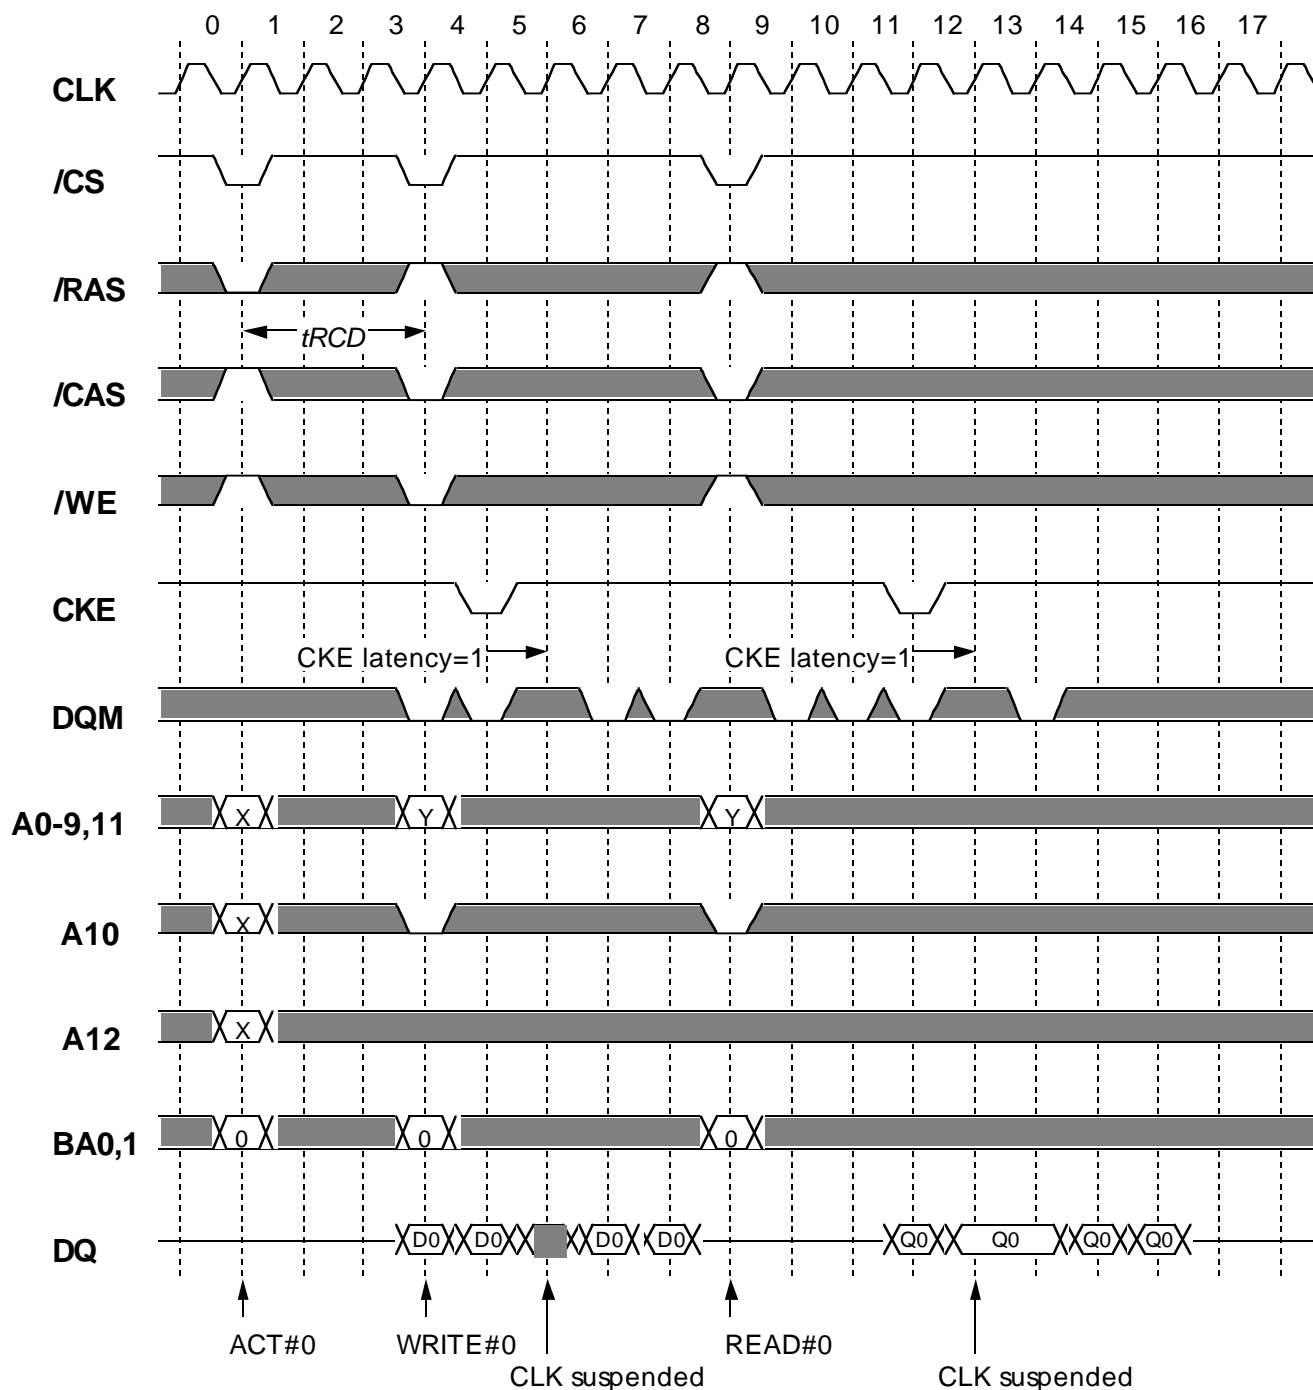 0 1 2 3 4 5 6 7 8 9 10 11 12 13 14 15 16 17
CLK
/CS
/RAS
tRCD
/CAS
/WE
CKE
CKE latency=1 CKE latency=1
DQM
A0-9,11 X Y Y
A10 X
A12 X
BA0,1 0 0 0
DQ D0 D0 D0 D0 Q0 Q0 Q0 Q0
ACT#0 WRITE#0 READ#0
CLK suspended CLK suspended